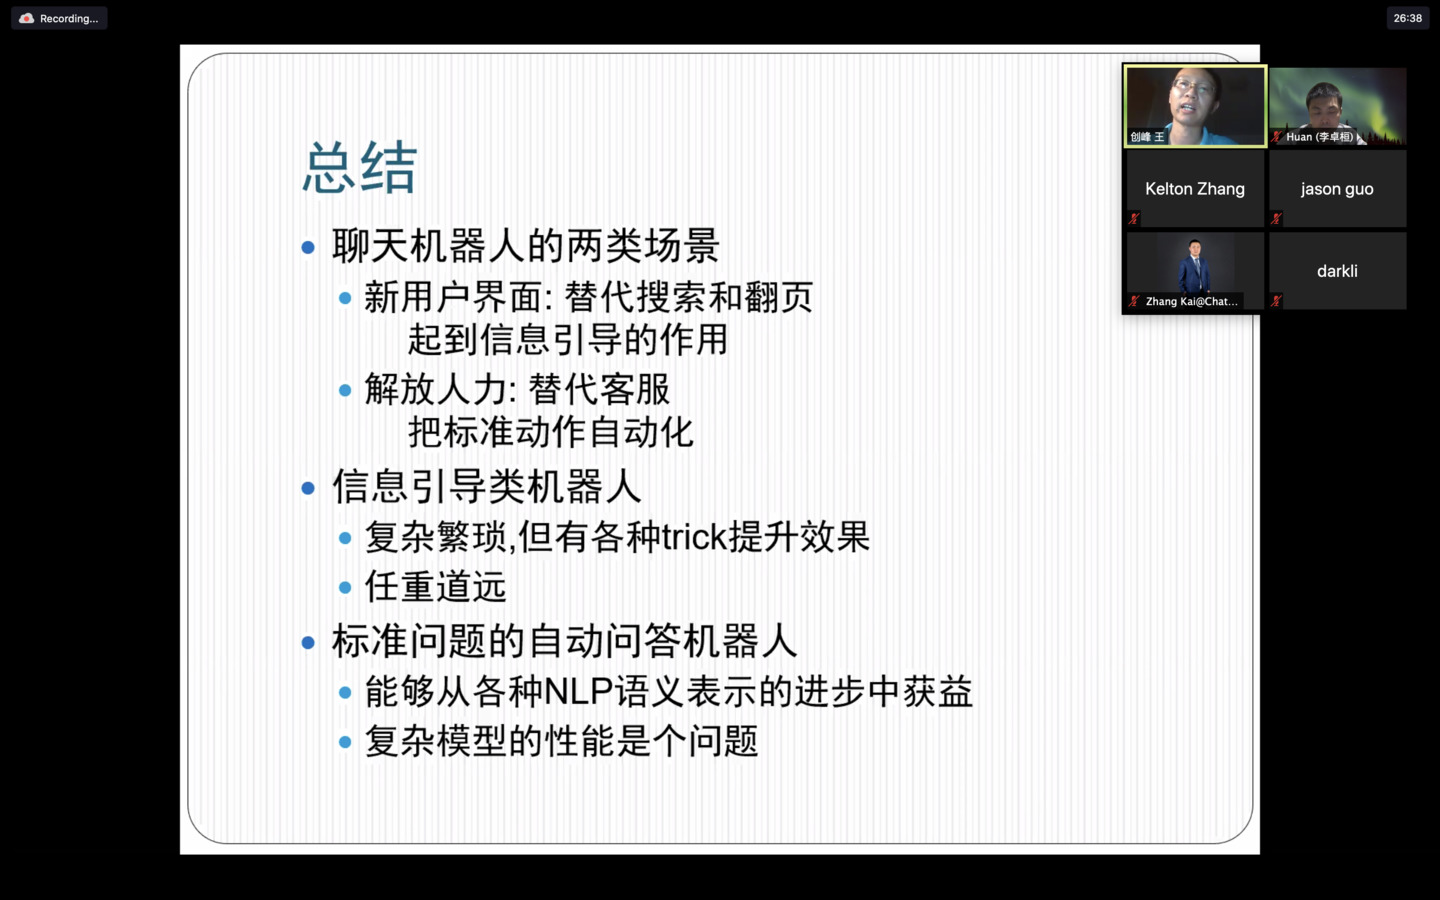 Recording...
26:38
总结
聊天机器人的两类场景
新用户界面: 替代搜索和翻页
起到信息引导的作用
解放人力: 替代客服
把标准动作自动化
信息引导类机器人
复杂繁琐,但有各种trick提升效果
任重道远
标准问题的自动问答机器人
能够从各种NLP语义表示的进步中获益
复杂模型的性能是个问题
创峰 王
Huan (李卓桓)
Kelton Zhang
jason guo
Zhang Kai@Chat...
darkli